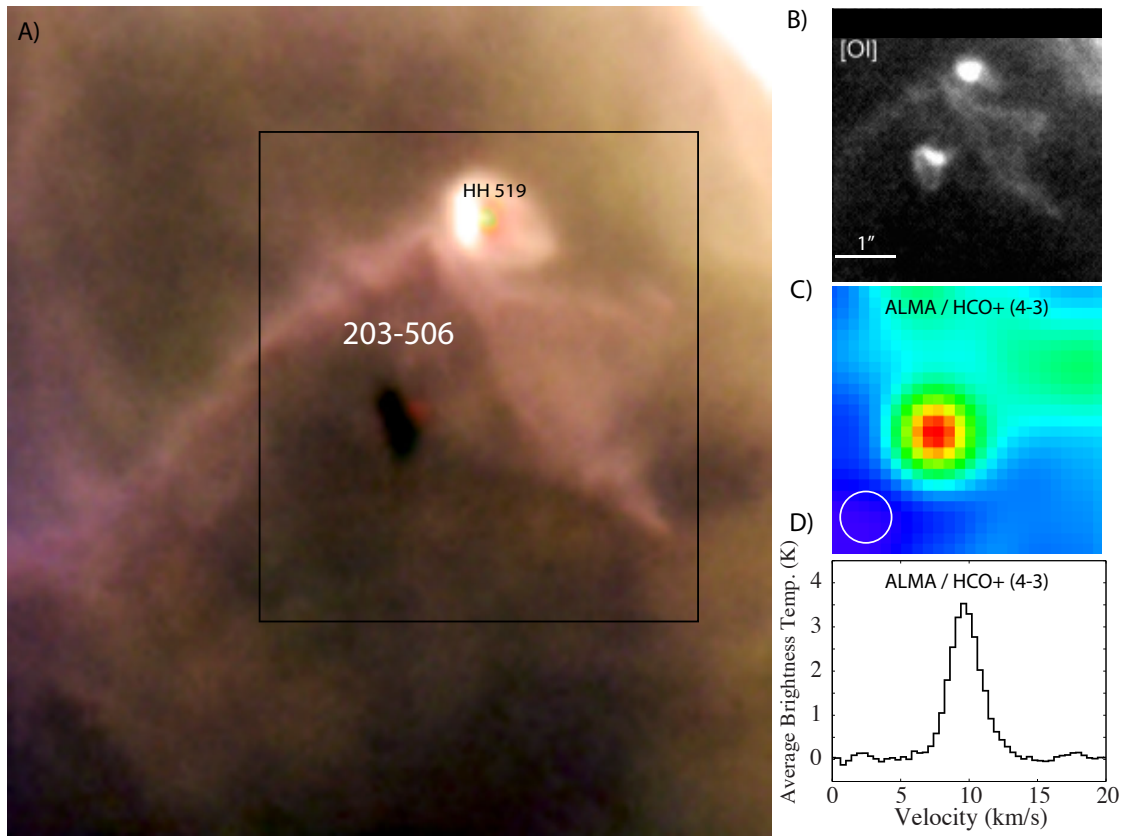 A)
HH 519
203-506
B)
[OI]
1″
C)
ALMA / HCO+ (4-3)
D)
ALMA / HCO+ (4-3)
Average Brightness Temp. (K)
4
3
2
1
0
0 5 10 15 20
Velocity (km/s)